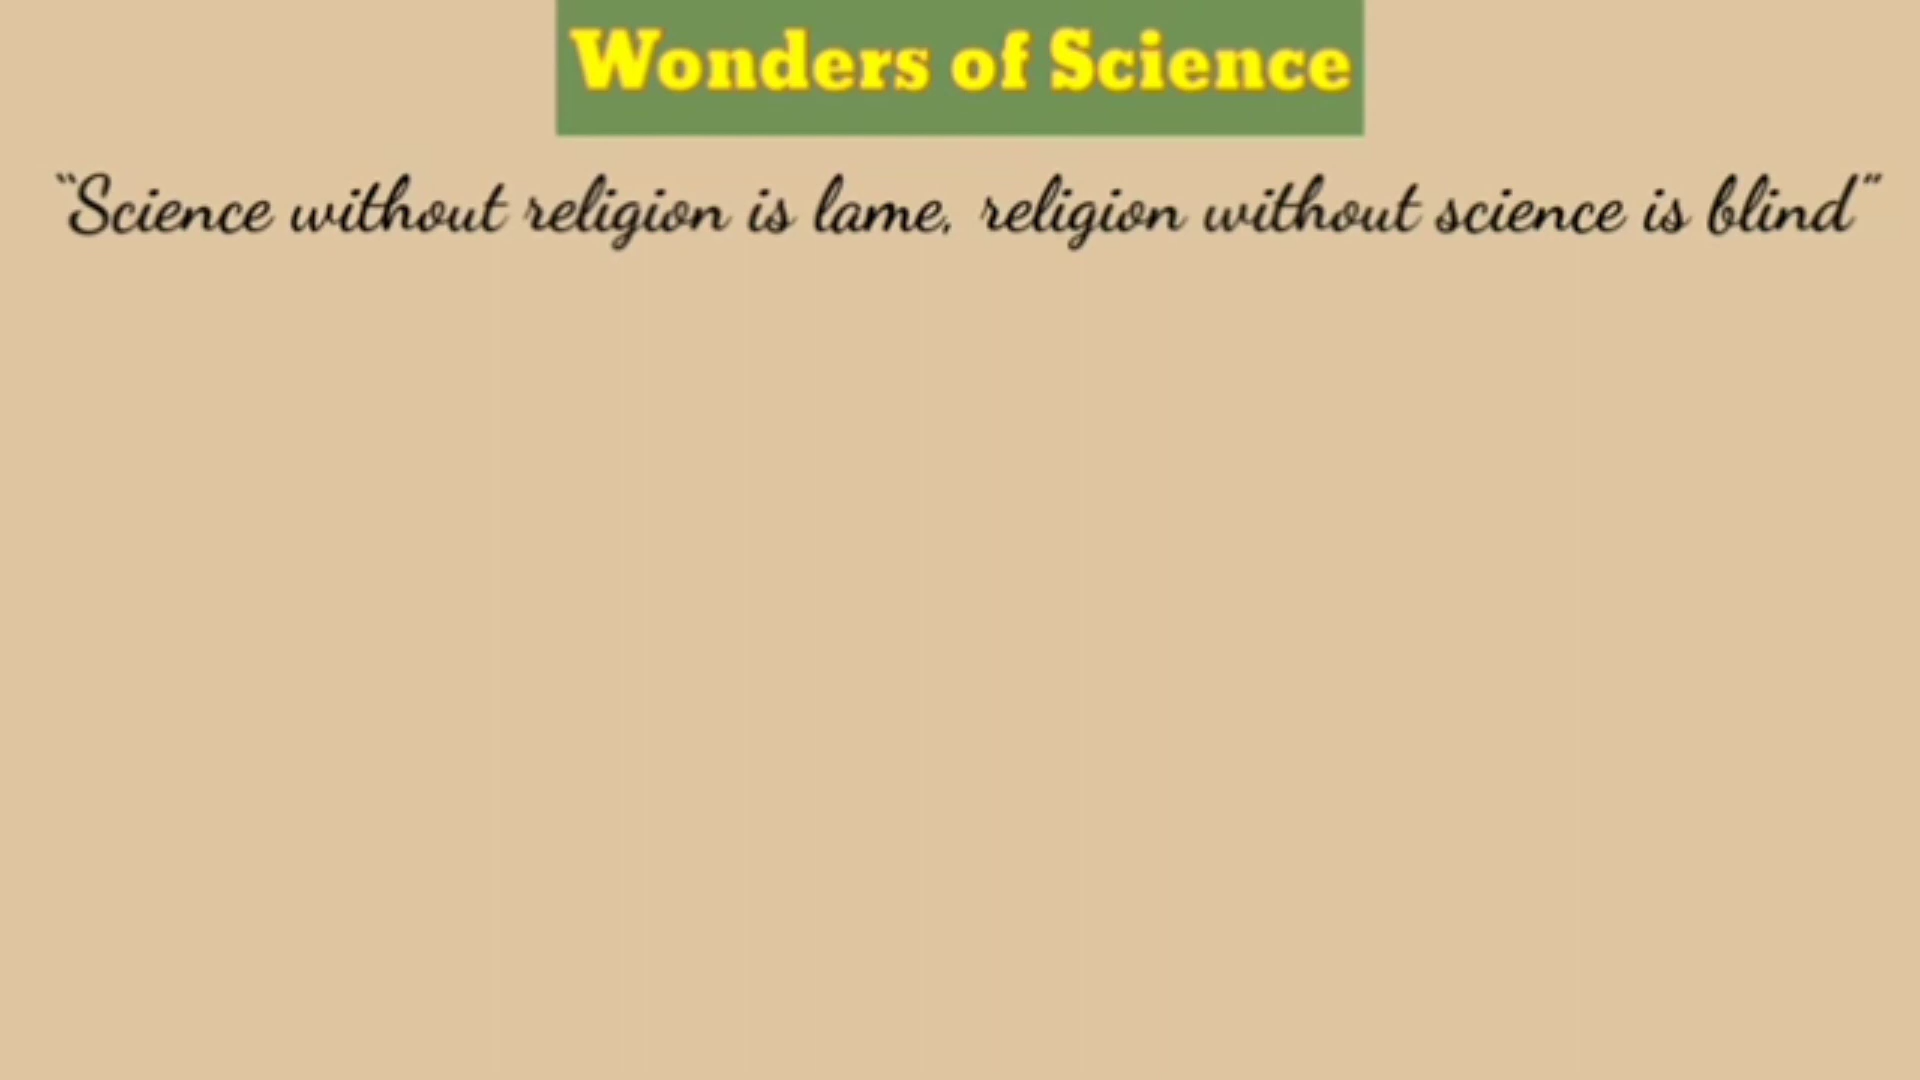 Wonders of Science
“Science without religion is lame, religion without science is blind”